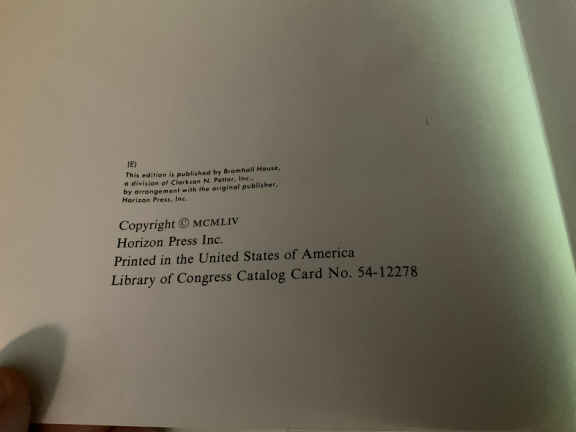 (E)
This edition is published by Bramhall House,
a division of Clarkson N. Potter, Inc.,
by arrangement with the original publisher,
Horizon Press, Inc.
Copyright © MCMLIV
Horizon Press Inc.
Printed in the United States of America
Library of Congress Catalog Card No. 54-12278